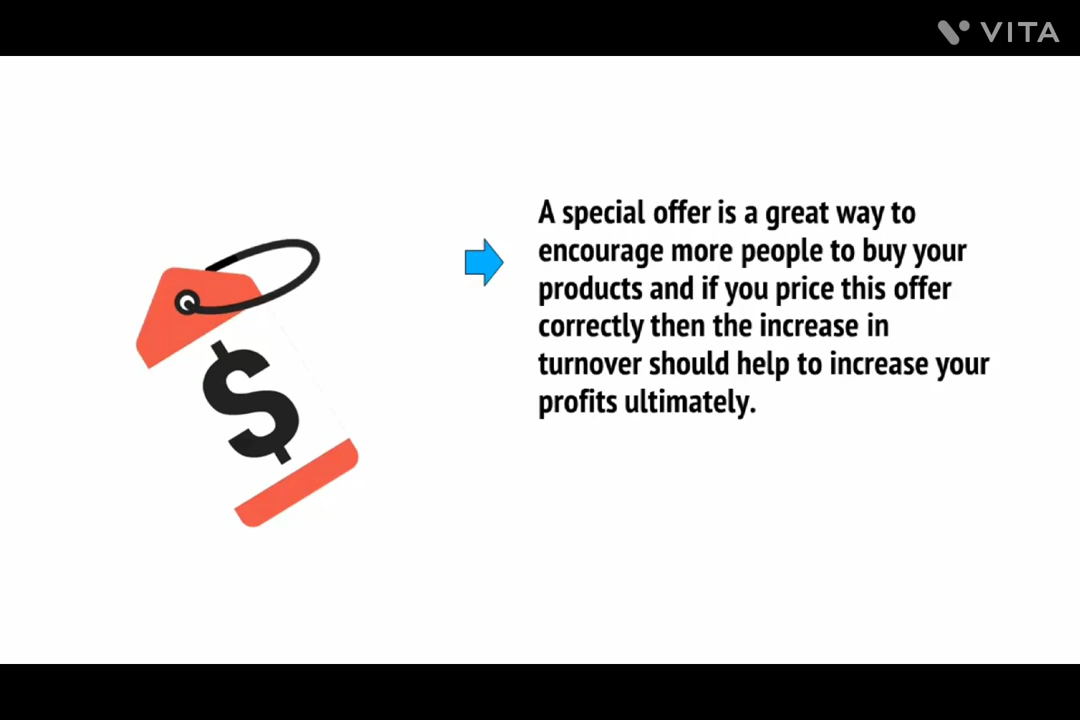 VITA
A special offer is a great way to
encourage more people to buy your
products and if you price this offer
correctly then the increase in
turnover should help to increase your
profits ultimately.
$